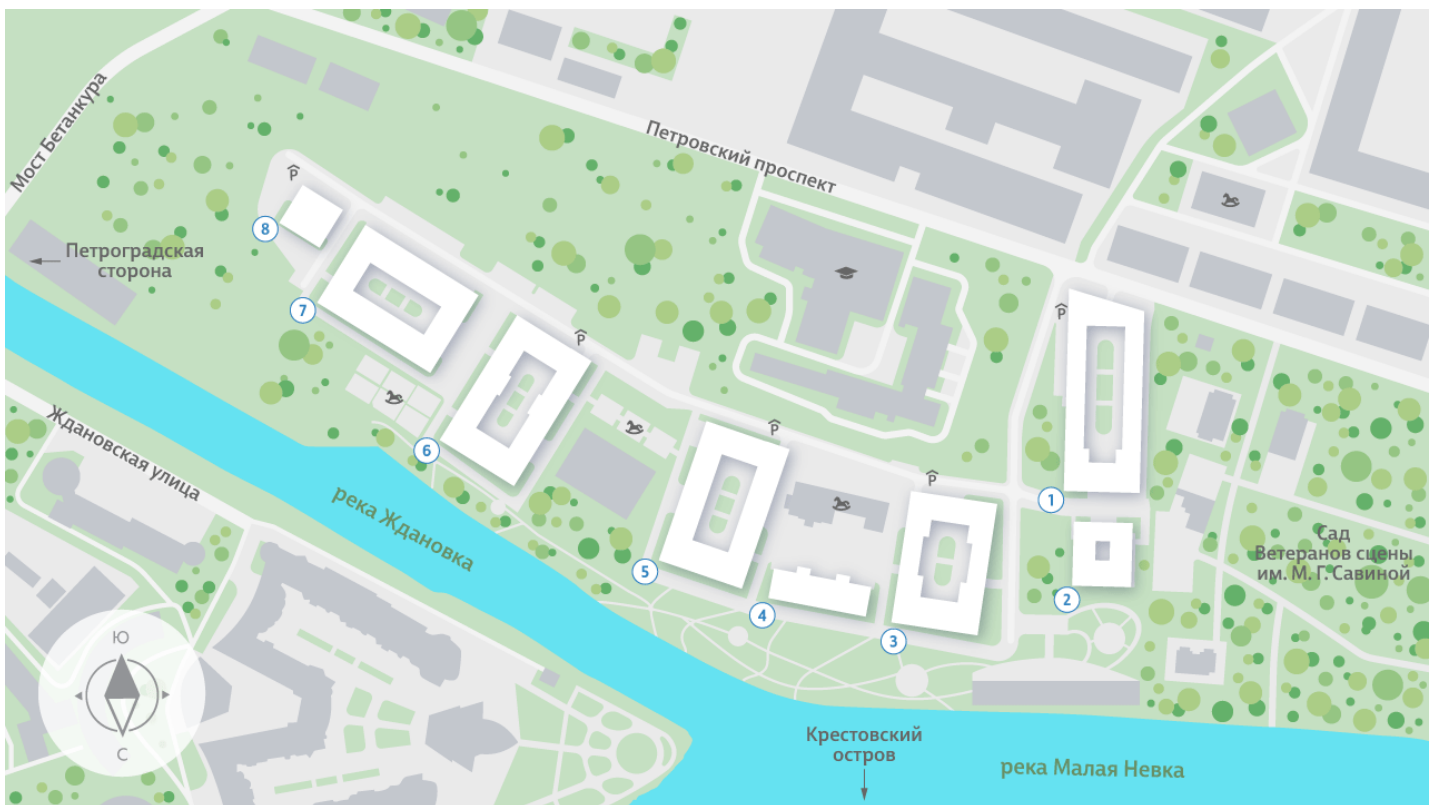 Мост Бетанкура
Петровский проспект
P
8
Петроградская
сторона
7
P
P
1
6
P
P
Ждановская улица
река Ждановка
5
4
3
2
Сад
Ветеранов сцены
им. М. Г. Савиной
Ю
С
Крестовский
остров
река Малая Невка